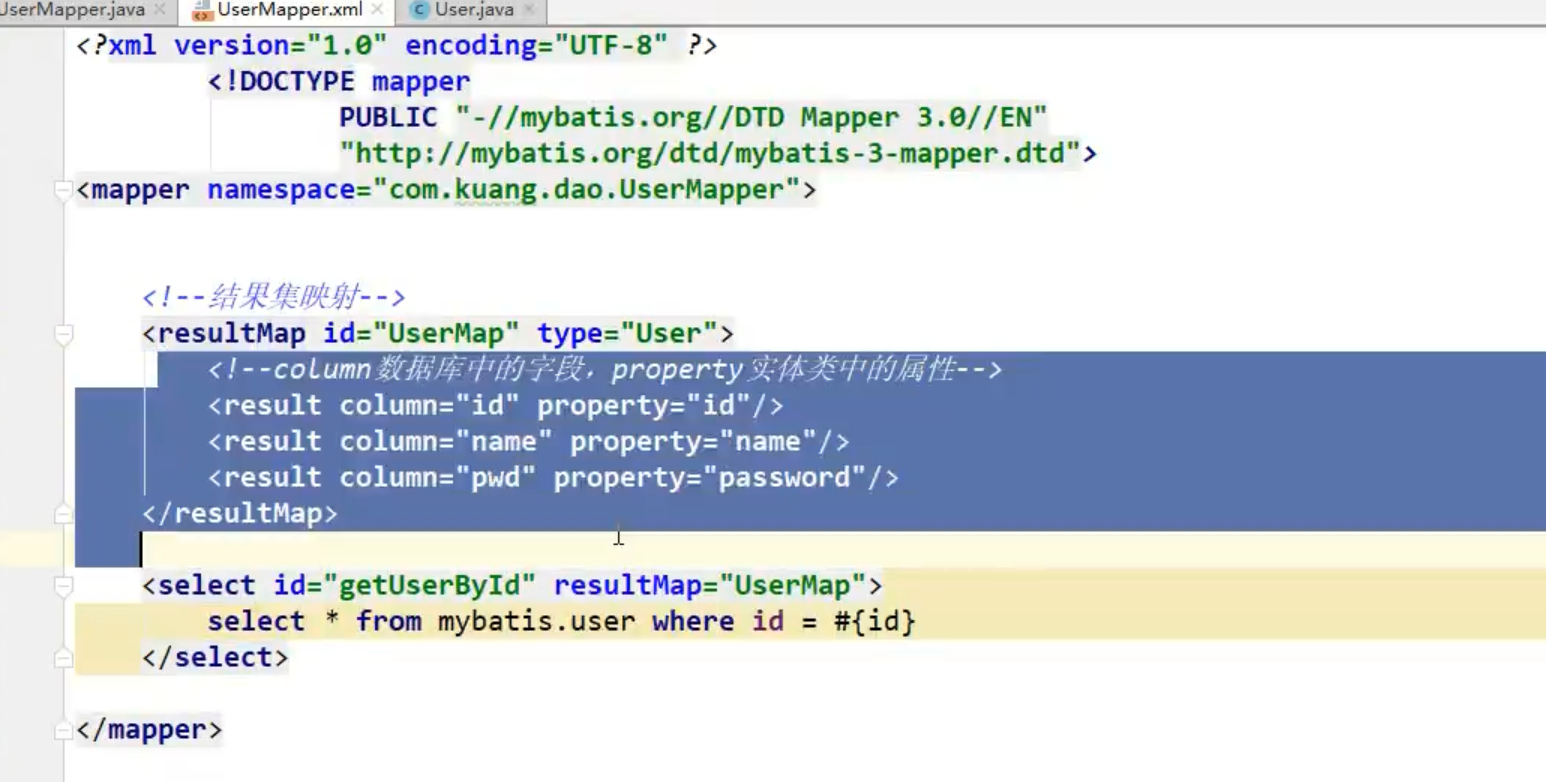 UserMapper.java UserMapper.xml User.java
<?xml version="1.0" encoding="UTF-8" ?>
<!DOCTYPE mapper
PUBLIC "-//mybatis.org//DTD Mapper 3.0//EN"
"http://mybatis.org/dtd/mybatis-3-mapper.dtd">
<mapper namespace="com.kuang.dao.UserMapper">
<!--结果集映射-->
<resultMap id="UserMap" type="User">
<!--column数据库中的字段，property实体类中的属性-->
<result column="id" property="id"/>
<result column="name" property="name"/>
<result column="pwd" property="password"/>
</resultMap>
<select id="getUserById" resultMap="UserMap">
select * from mybatis.user where id = #{id}
</select>
</mapper>